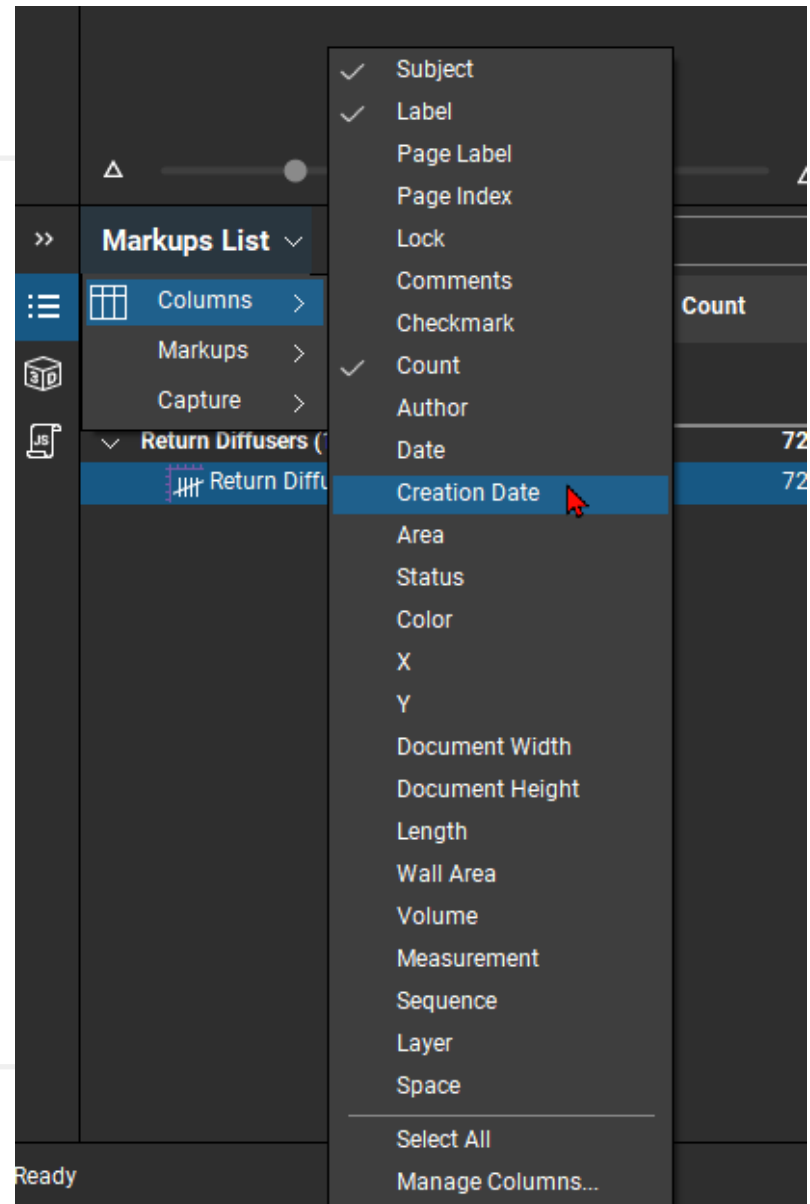 Markups List
Columns
Markups
Capture
Subject
Label
Page Label
Page Index
Lock
Comments
Checkmark
Count
Author
Date
Creation Date
Area
Status
Color
X
Y
Document Width
Document Height
Length
Wall Area
Volume
Measurement
Sequence
Layer
Space
Select All
Manage Columns...
Count
3D
JS
Return Diffusers (
72
Return Diffu
72
Ready